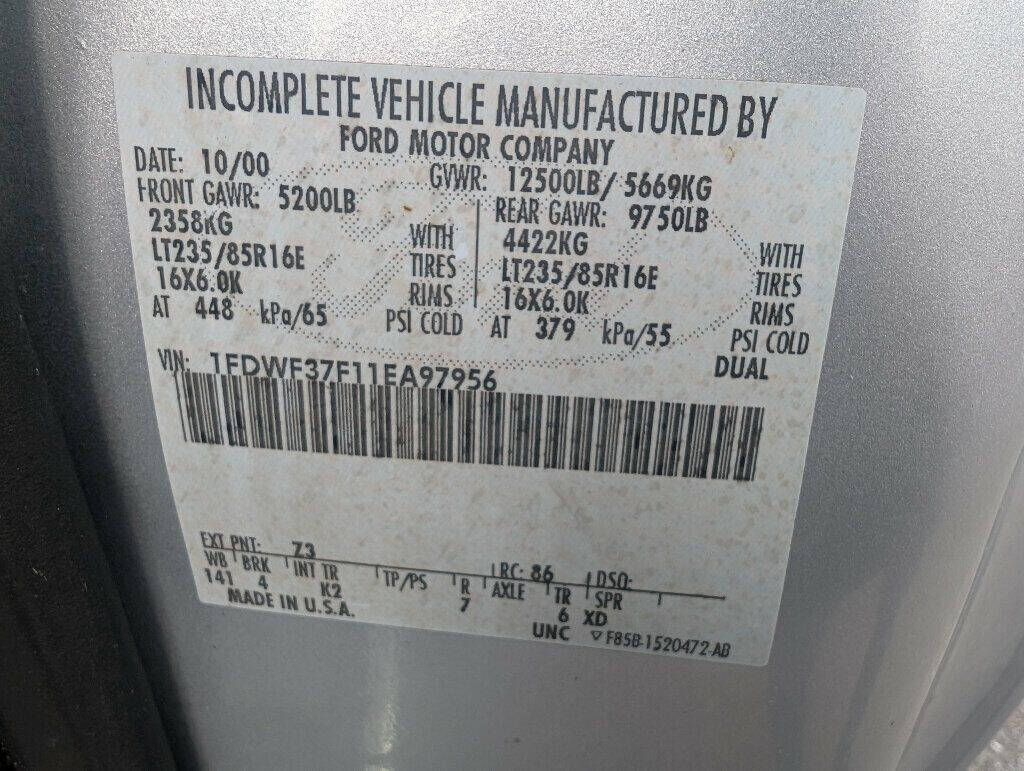 INCOMPLETE VEHICLE MANUFACTURED BY
FORD MOTOR COMPANY
DATE: 10/00 GVWR: 12500LB/ 5669KG
FRONT GAWR: 5200LB REAR GAWR: 9750LB
2358KG WITH 4422KG WITH
LT235/85R16E TIRES LT235/85R16E TIRES
16X6.0K RIMS 16X6.0K RIMS
AT 448 kPa/65 PSI COLD AT 379 kPa/55 PSI COLD
VIN: 1FDWF37F11EA97956 DUAL
EXT PNT: Z3 RC: 86 DSO:
WB BRK INT TR TP/PS R AXLE TR SPR
141 4 K2 7 6 XD
MADE IN U.S.A. UNC ▽ F85B-1520472-AB